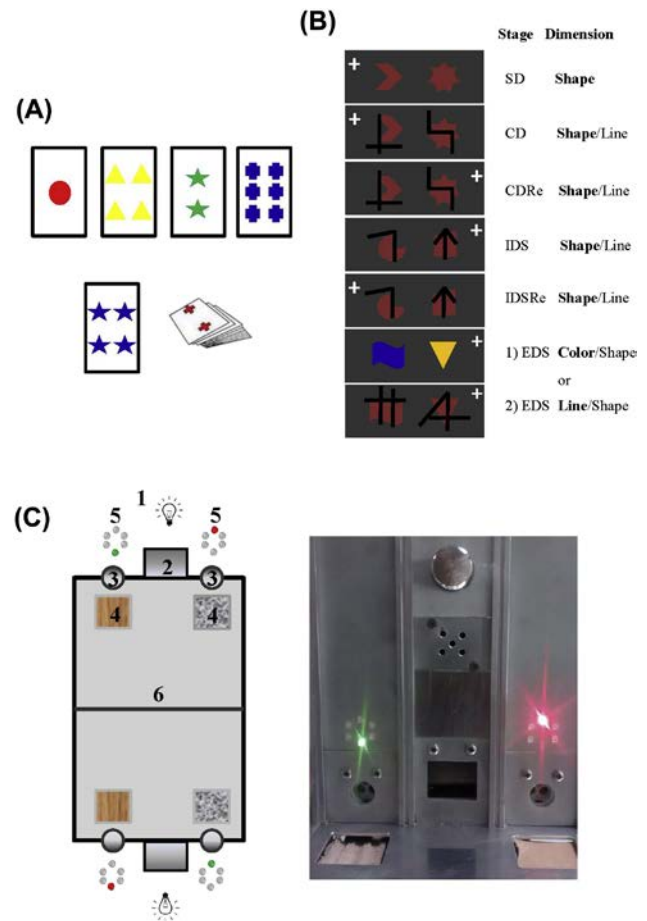 (A)
(B)
Stage Dimension
+ SD Shape
+ CD Shape/Line
+ CDRe Shape/Line
+ IDS Shape/Line
+ IDSRe Shape/Line
+ 1) EDS Color/Shape
or
+ 2) EDS Line/Shape
(C)
1
5 5
2
3 3
4 4
6